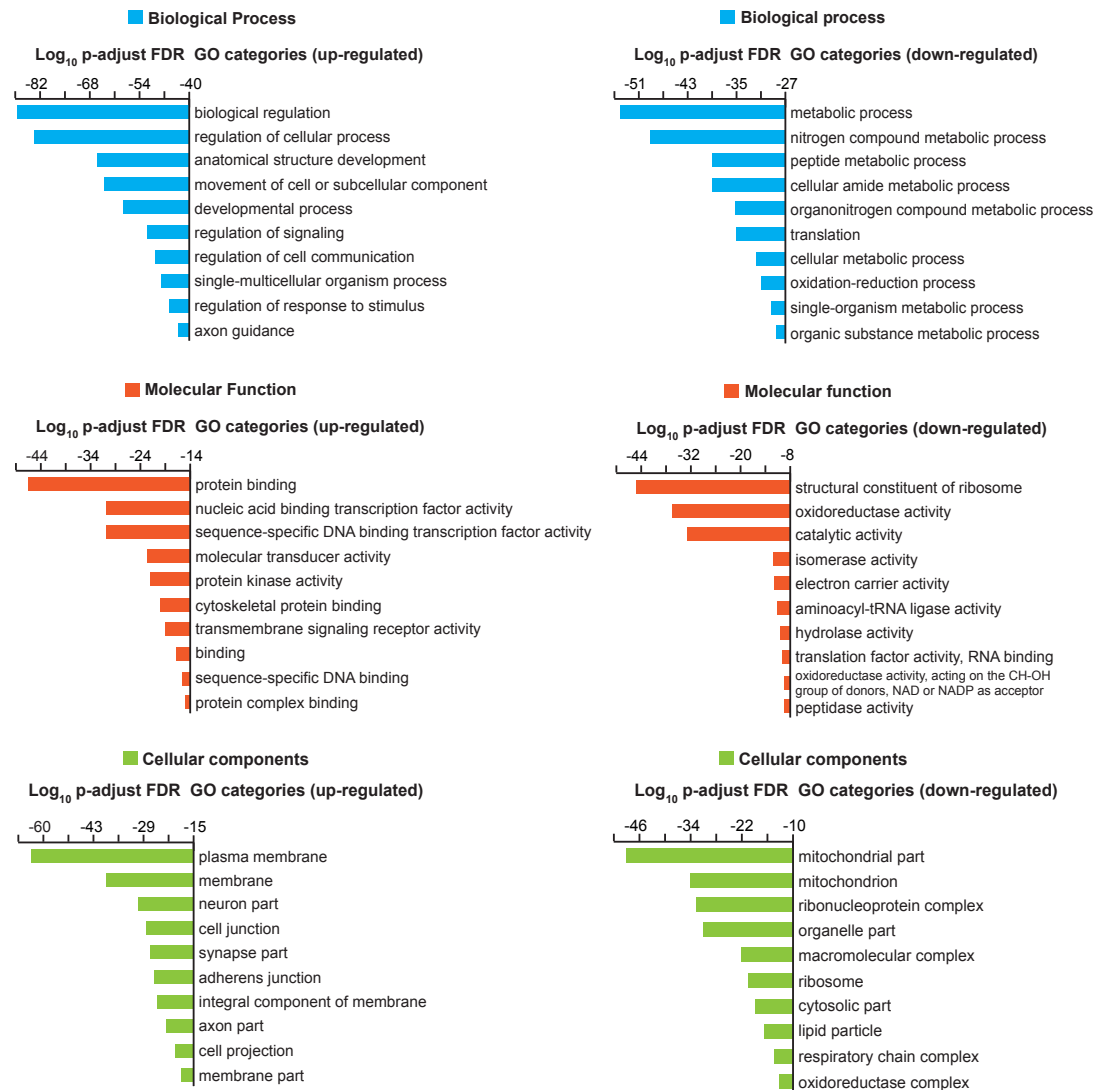 Biological Process
Log10 p-adjust FDR GO categories (up-regulated)
-82 -68 -54 -40
biological regulation
regulation of cellular process
anatomical structure development
movement of cell or subcellular component
developmental process
regulation of signaling
regulation of cell communication
single-multicellular organism process
regulation of response to stimulus
axon guidance
Biological process
Log10 p-adjust FDR GO categories (down-regulated)
-51 -43 -35 -27
metabolic process
nitrogen compound metabolic process
peptide metabolic process
cellular amide metabolic process
organonitrogen compound metabolic process
translation
cellular metabolic process
oxidation-reduction process
single-organism metabolic process
organic substance metabolic process
Molecular Function
Log10 p-adjust FDR GO categories (up-regulated)
-44 -34 -24 -14
protein binding
nucleic acid binding transcription factor activity
sequence-specific DNA binding transcription factor activity
molecular transducer activity
protein kinase activity
cytoskeletal protein binding
transmembrane signaling receptor activity
binding
sequence-specific DNA binding
protein complex binding
Molecular function
Log10 p-adjust FDR GO categories (down-regulated)
-44 -32 -20 -8
structural constituent of ribosome
oxidoreductase activity
catalytic activity
isomerase activity
electron carrier activity
aminoacyl-tRNA ligase activity
hydrolase activity
translation factor activity, RNA binding
oxidoreductase activity, acting on the CH-OH
group of donors, NAD or NADP as acceptor
peptidase activity
Cellular components
Log10 p-adjust FDR GO categories (up-regulated)
-60 -43 -29 -15
plasma membrane
membrane
neuron part
cell junction
synapse part
adherens junction
integral component of membrane
axon part
cell projection
membrane part
Cellular components
Log10 p-adjust FDR GO categories (down-regulated)
-46 -34 -22 -10
mitochondrial part
mitochondrion
ribonucleoprotein complex
organelle part
macromolecular complex
ribosome
cytosolic part
lipid particle
respiratory chain complex
oxidoreductase complex